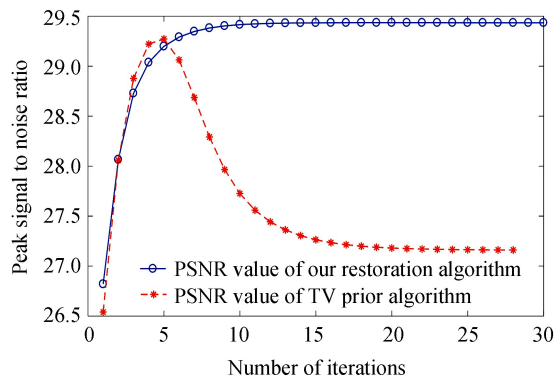 Peak signal to noise ratio
29.5
29.0
28.5
28.0
27.5
27.0
26.5
PSNR value of our restoration algorithm
PSNR value of TV prior algorithm
0 5 10 15 20 25 30
Number of iterations